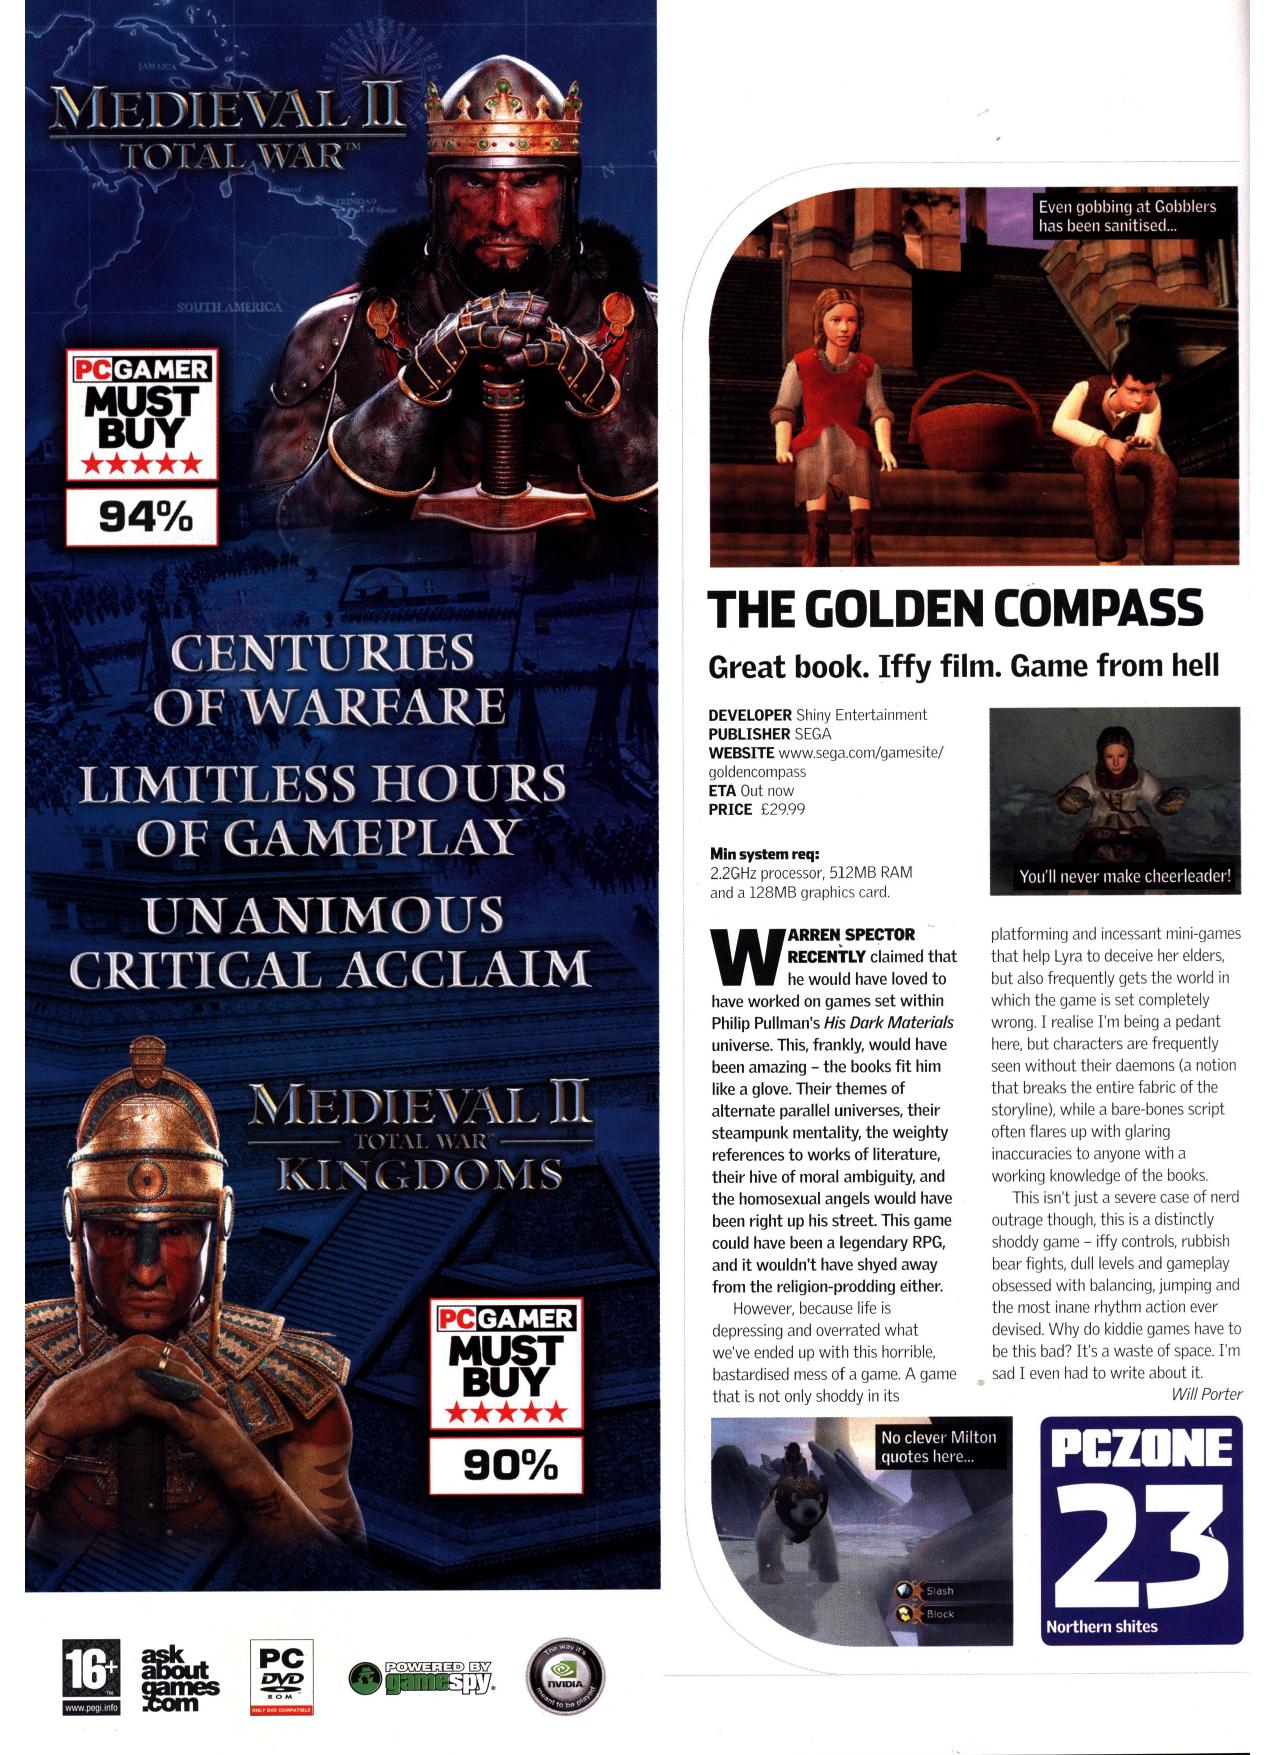 JAMAICA
MEDIEVAL II
TOTAL WAR™
TRINIDAD
SOUTH AMERICA
PC GAMER
MUST
BUY
★★★★★
94%
CENTURIES
OF WARFARE
LIMITLESS HOURS
OF GAMEPLAY
UNANIMOUS
CRITICAL ACCLAIM
MEDIEVAL II
TOTAL WAR™
KINGDOMS
PC GAMER
MUST
BUY
★★★★★
90%
16+
™
www.pegi.info
ask
about
games
.com
PC
DVD
ROM
ONLY DVD COMPATIBLE
POWERED BY
gamespy.
The way it's
NVIDIA.
meant to be played
Even gobbing at Gobblers
has been sanitised...
THE GOLDEN COMPASS
Great book. Iffy film. Game from hell
DEVELOPER Shiny Entertainment
PUBLISHER SEGA
WEBSITE www.sega.com/gamesite/
goldencompass
ETA Out now
PRICE £29.99
Min system req:
2.2GHz processor, 512MB RAM
and a 128MB graphics card.
You'll never make cheerleader!
WARREN SPECTOR
RECENTLY claimed that
he would have loved to
have worked on games set within
Philip Pullman's His Dark Materials
universe. This, frankly, would have
been amazing – the books fit him
like a glove. Their themes of
alternate parallel universes, their
steampunk mentality, the weighty
references to works of literature,
their hive of moral ambiguity, and
the homosexual angels would have
been right up his street. This game
could have been a legendary RPG,
and it wouldn't have shyed away
from the religion-prodding either.
However, because life is
depressing and overrated what
we've ended up with this horrible,
bastardised mess of a game. A game
that is not only shoddy in its
platforming and incessant mini-games
that help Lyra to deceive her elders,
but also frequently gets the world in
which the game is set completely
wrong. I realise I'm being a pedant
here, but characters are frequently
seen without their daemons (a notion
that breaks the entire fabric of the
storyline), while a bare-bones script
often flares up with glaring
inaccuracies to anyone with a
working knowledge of the books.
This isn't just a severe case of nerd
outrage though, this is a distinctly
shoddy game – iffy controls, rubbish
bear fights, dull levels and gameplay
obsessed with balancing, jumping and
the most inane rhythm action ever
devised. Why do kiddie games have to
be this bad? It's a waste of space. I'm
sad I even had to write about it.
Will Porter
No clever Milton
quotes here...
Slash
Block
PCZONE
23
Northern shites